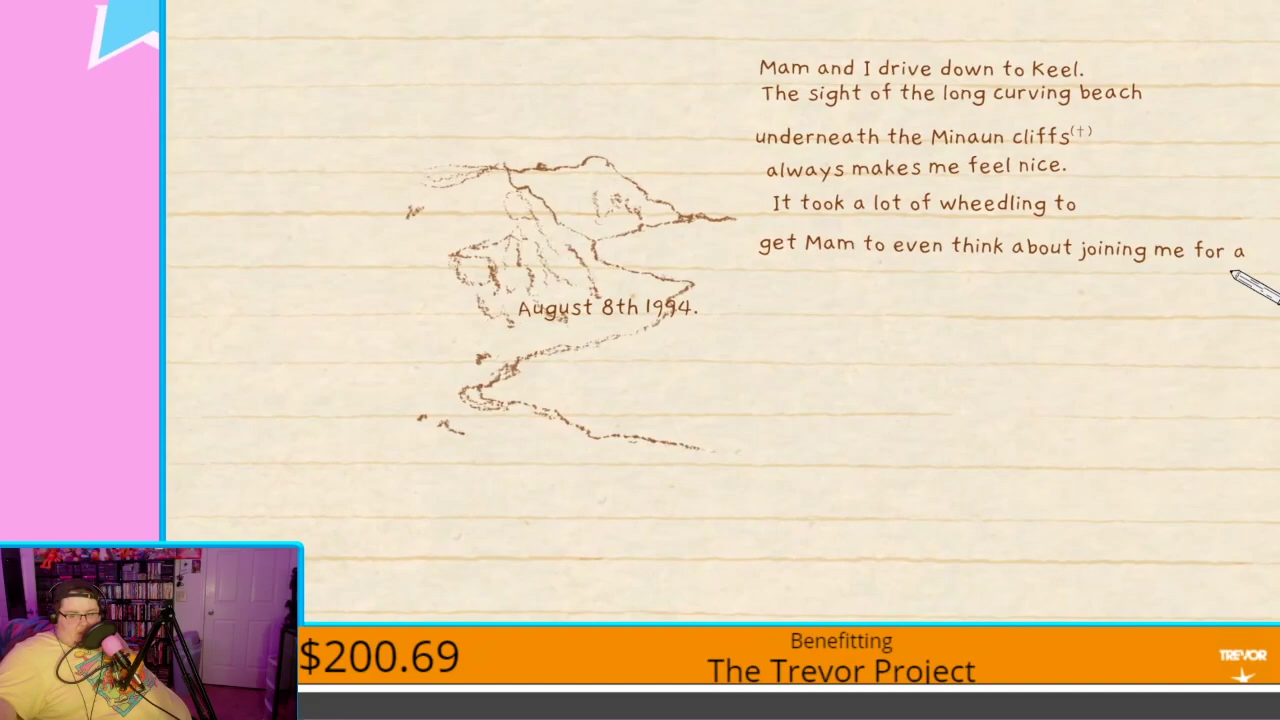 Mam and I drive down to Keel.
The sight of the long curving beach
underneath the Minaun cliffs(†)
always makes me feel nice.
It took a lot of wheedling to
get Mam to even think about joining me for a
August 8th 1994.
$200.69
Benefitting
The Trevor Project
TREVOR